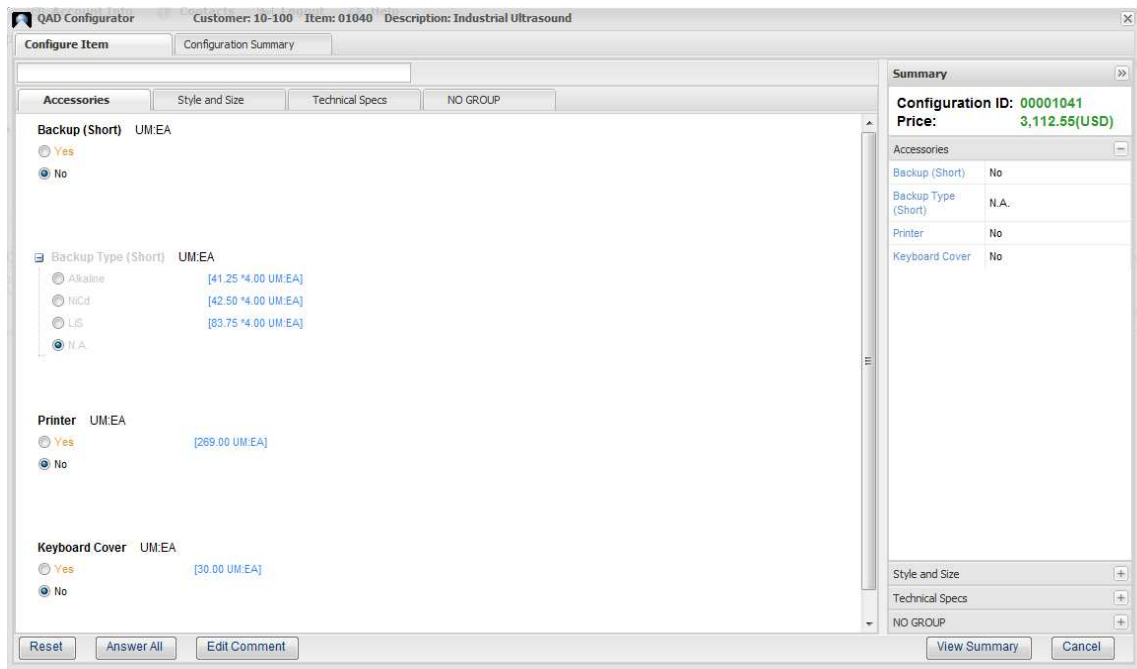 Account Info Contacts Logout Help
QAD Configurator Customer: 10-100 Item: 01040 Description: Industrial Ultrasound
Configure Item Configuration Summary
Accessories Style and Size Technical Specs NO GROUP
Backup (Short) UM:EA
Yes
No
Backup Type (Short) UM:EA
Alkaline [41.25 *4.00 UM:EA]
NiCd [42.50 *4.00 UM:EA]
LiS [83.75 *4.00 UM:EA]
N.A.
Printer UM:EA
Yes [269.00 UM:EA]
No
Keyboard Cover UM:EA
Yes [30.00 UM:EA]
No
Summary
Configuration ID: 00001041
Price: 3,112.55(USD)
Accessories
Backup (Short) No
Backup Type
(Short) N.A.
Printer No
Keyboard Cover No
Style and Size
Technical Specs
NO GROUP
Reset Answer All Edit Comment View Summary Cancel